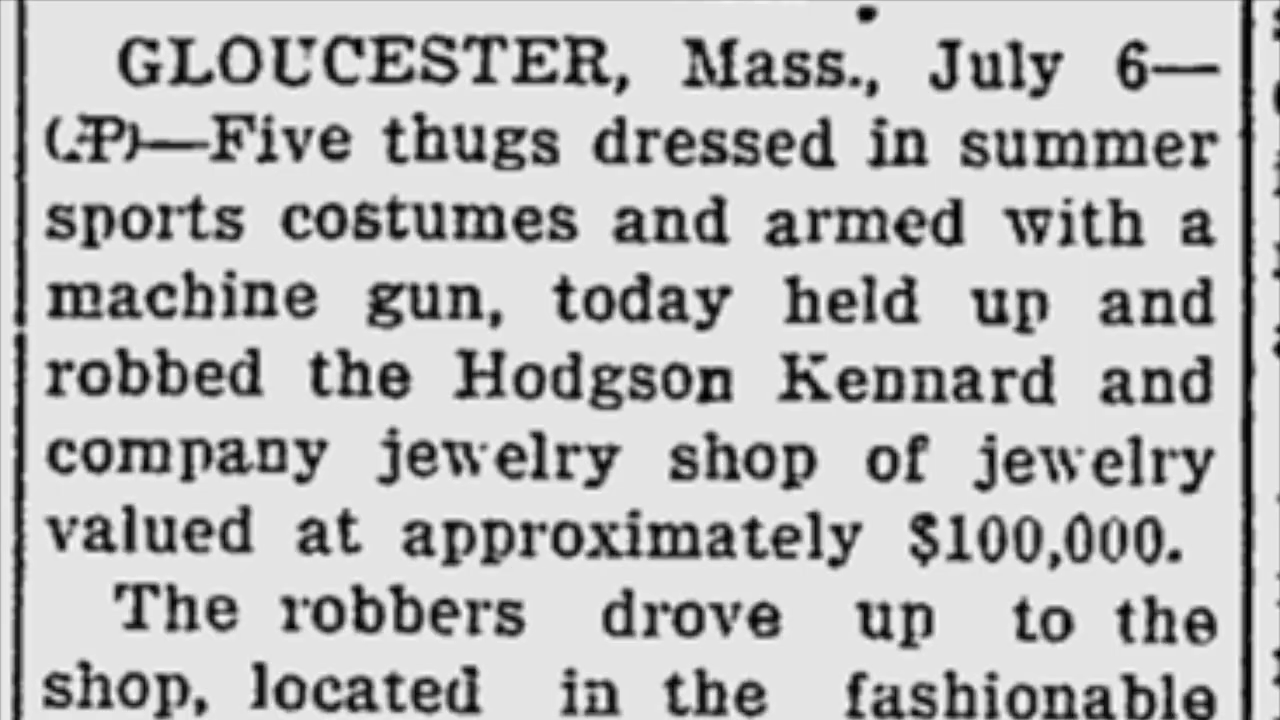 GLOUCESTER, Mass., July 6—
(AP)—Five thugs dressed in summer
sports costumes and armed with a
machine gun, today held up and
robbed the Hodgson Kennard and
company jewelry shop of jewelry
valued at approximately $100,000.
The robbers drove up to the
shop, located in the fashionable